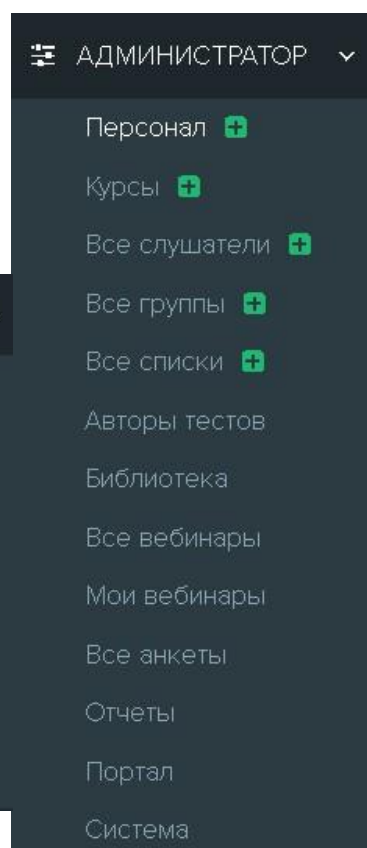 АДМИНИСТРАТОР
Персонал
Курсы
Все слушатели
Все группы
Все списки
Авторы тестов
Библиотека
Все вебинары
Мои вебинары
Все анкеты
Отчеты
Портал
Система